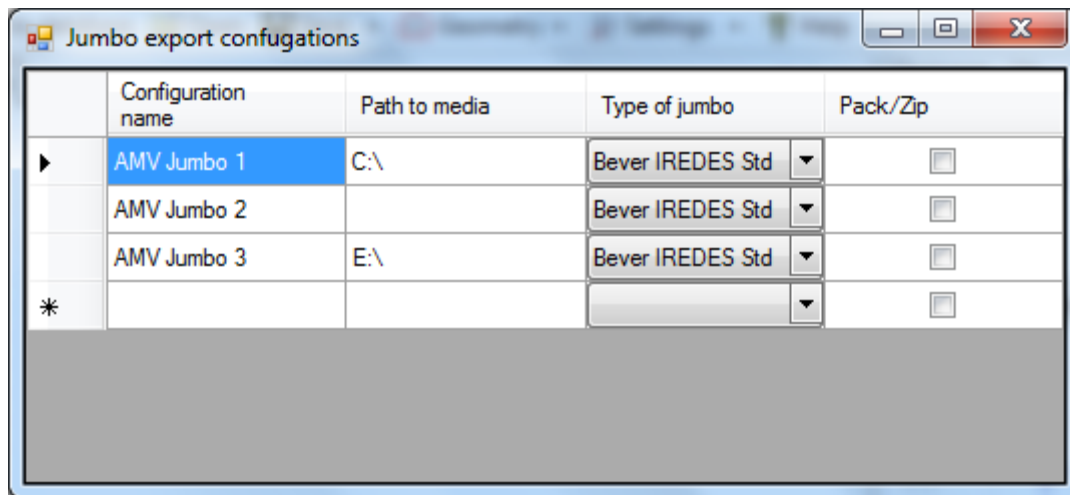 Jumbo export confugations
Configuration name Path to media Type of jumbo Pack/Zip
AMV Jumbo 1 C:\ Bever IREDES Std
AMV Jumbo 2 Bever IREDES Std
AMV Jumbo 3 E:\ Bever IREDES Std